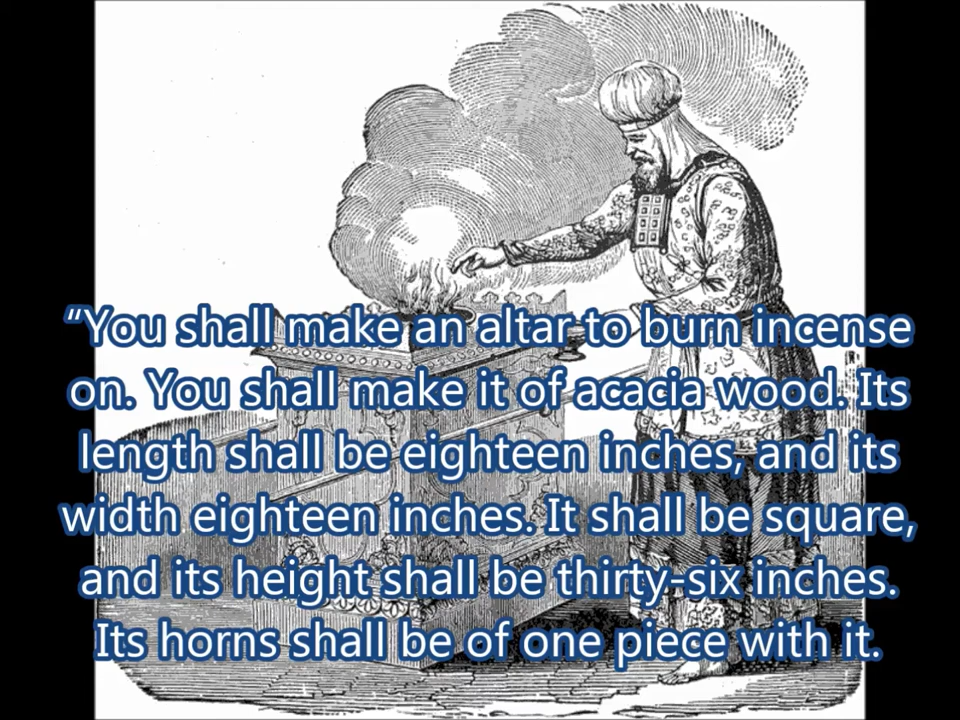 “You shall make an altar to burn incense
on. You shall make it of acacia wood. Its
length shall be eighteen inches, and its
width eighteen inches. It shall be square,
and its height shall be thirty-six inches.
Its horns shall be of one piece with it.